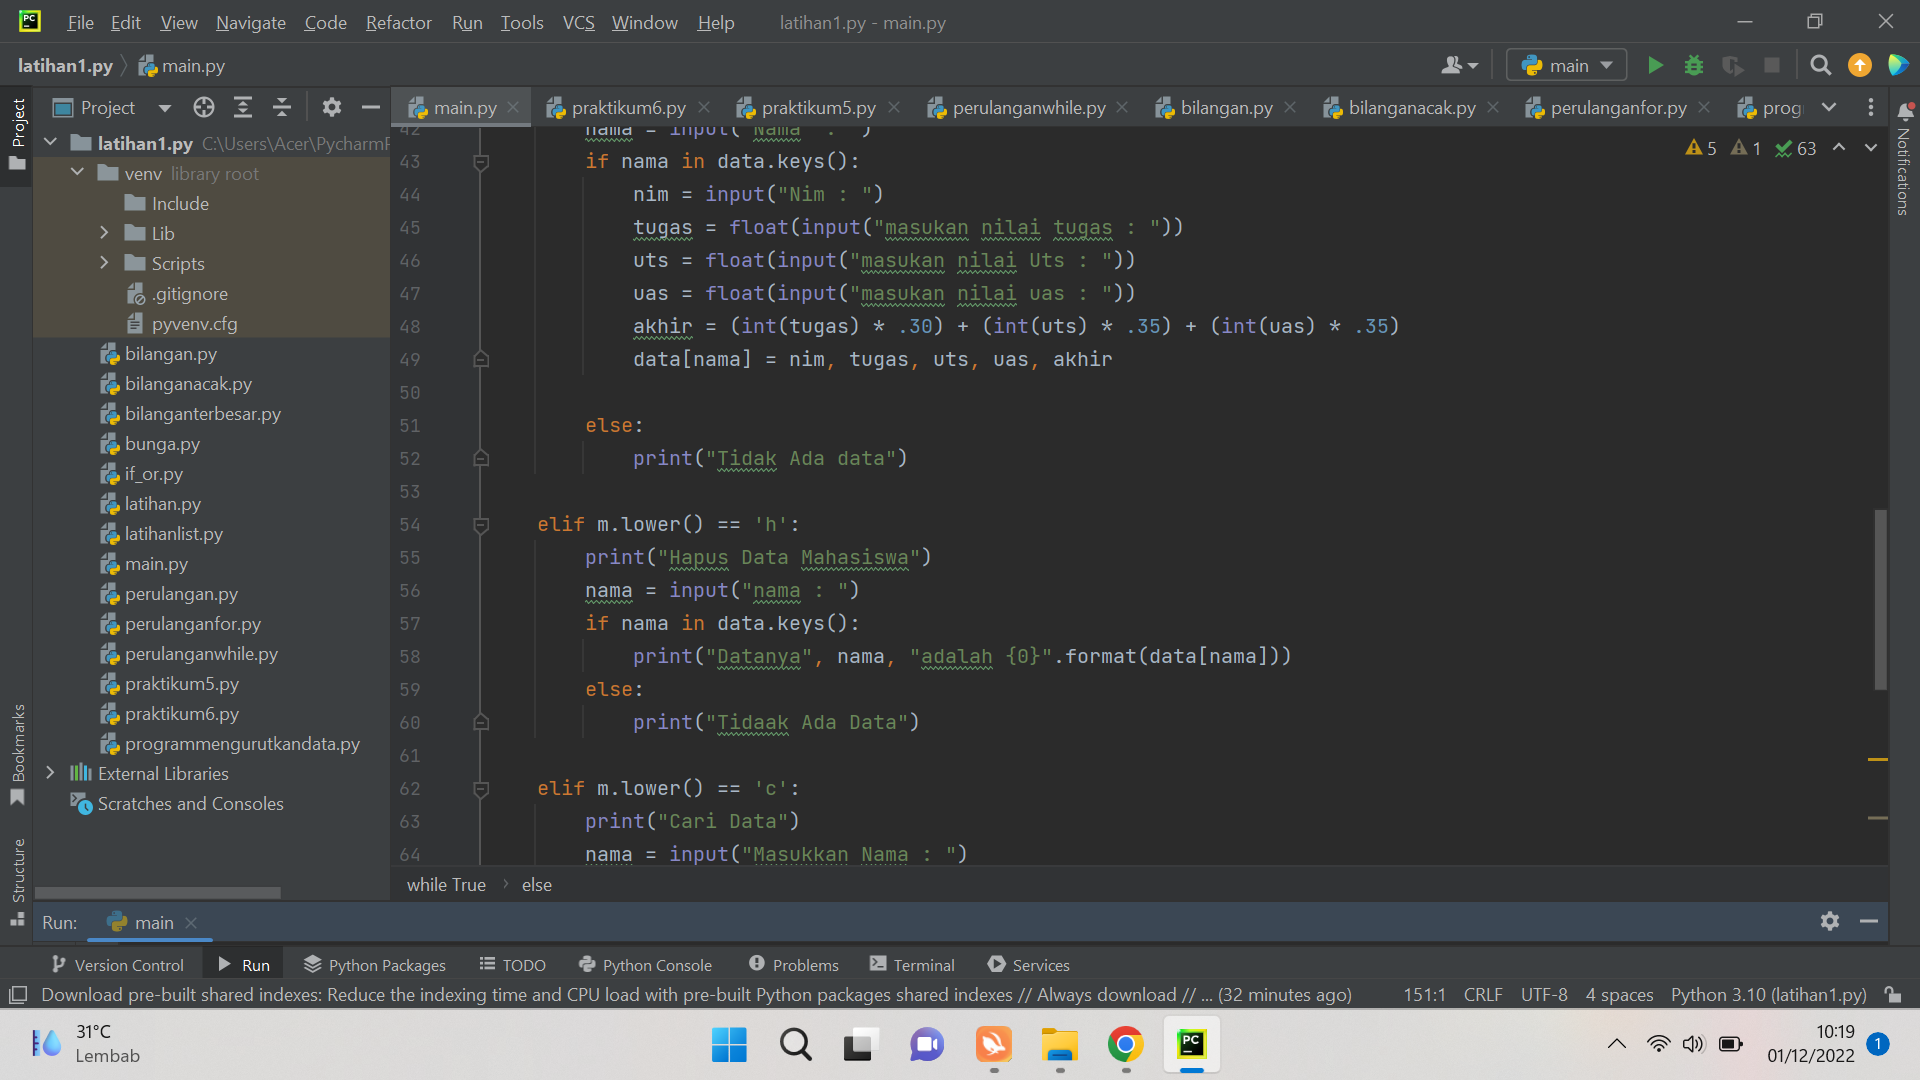 File Edit View Navigate Code Refactor Run Tools VCS Window Help latihan1.py - main.py
latihan1.py main.py main
Project main.py praktikum6.py praktikum5.py perulanganwhile.py bilangan.py bilanganacak.py perulanganfor.py prog
Project
Bookmarks
Structure
Notifications
latihan1.py C:\Users\Acer\PycharmP
venv library root
Include
Lib
Scripts
.gitignore
pyvenv.cfg
bilangan.py
bilanganacak.py
bilanganterbesar.py
bunga.py
if_or.py
latihan.py
latihanlist.py
main.py
perulangan.py
perulanganfor.py
perulanganwhile.py
praktikum5.py
praktikum6.py
programmengurutkandata.py
External Libraries
Scratches and Consoles
5 1 63
42 nama = input("Nama : ")
43 if nama in data.keys():
44 nim = input("Nim : ")
45 tugas = float(input("masukan nilai tugas : "))
46 uts = float(input("masukan nilai Uts : "))
47 uas = float(input("masukan nilai uas : "))
48 akhir = (int(tugas) * .30) + (int(uts) * .35) + (int(uas) * .35)
49 data[nama] = nim, tugas, uts, uas, akhir
50
51 else:
52 print("Tidak Ada data")
53
54 elif m.lower() == 'h':
55 print("Hapus Data Mahasiswa")
56 nama = input("nama : ")
57 if nama in data.keys():
58 print("Datanya", nama, "adalah {0}".format(data[nama]))
59 else:
60 print("Tidaak Ada Data")
61
62 elif m.lower() == 'c':
63 print("Cari Data")
64 nama = input("Masukkan Nama : ")
while True else
Run: main
Version Control Run Python Packages TODO Python Console Problems Terminal Services
Download pre-built shared indexes: Reduce the indexing time and CPU load with pre-built Python packages shared indexes // Always download // ... (32 minutes ago) 151:1 CRLF UTF-8 4 spaces Python 3.10 (latihan1.py)
31°C
Lembab
PC
10:19
01/12/2022
1